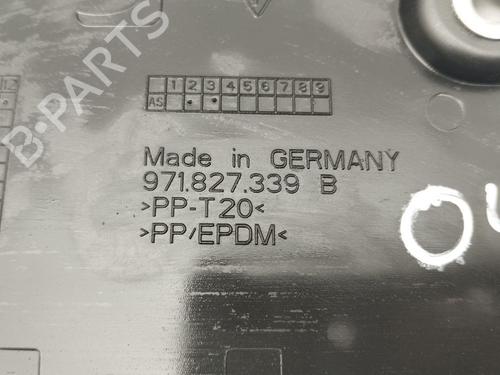 B-PARTS
12
1 2 3 4 5 6 7 8 9
AS
Made in GERMANY
971.827.339 B
>PP-T20<
>PP/EPDM<